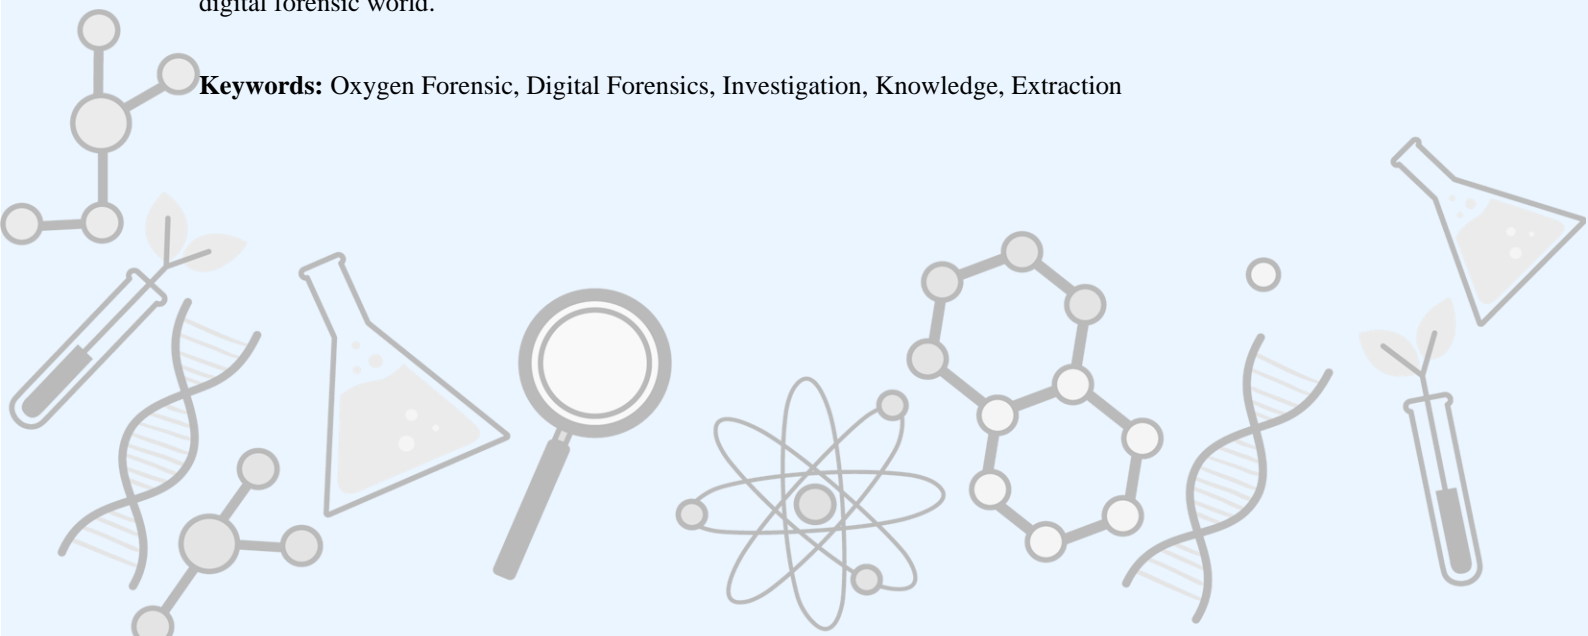 digital forensic world.
Keywords: Oxygen Forensic, Digital Forensics, Investigation, Knowledge, Extraction